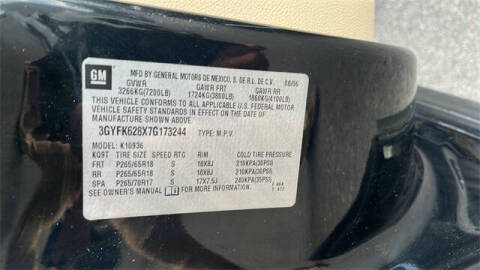 GM
MFD BY GENERAL MOTORS DE MEXICO, S. DE R.L. DE C.V.
GVWR GAWR FRT GAWR RR
3266KG(7200LB) 1724KG(3800LB) 1860KG(4100LB)
THIS VEHICLE CONFORMS TO ALL APPLICABLE U.S. FEDERAL MOTOR
VEHICLE SAFETY STANDARDS IN EFFECT ON THE DATE OF
MANUFACTURE SHOWN ABOVE.
3GYFK628X7G173244 TYPE: M.P.V.
MODEL: K10936
TIRE SIZE SPEED RTG RIM COLD TIRE PRESSURE
FRT P265/65R18 S 18X8J 210KPA(30PSI)
RR P265/65R18 S 18X8J 210KPA(30PSI)
SPA P265/70R17 S 17X7.5J 240KPA(35PSI)
SEE OWNER'S MANUAL FOR MORE INFORMATION.